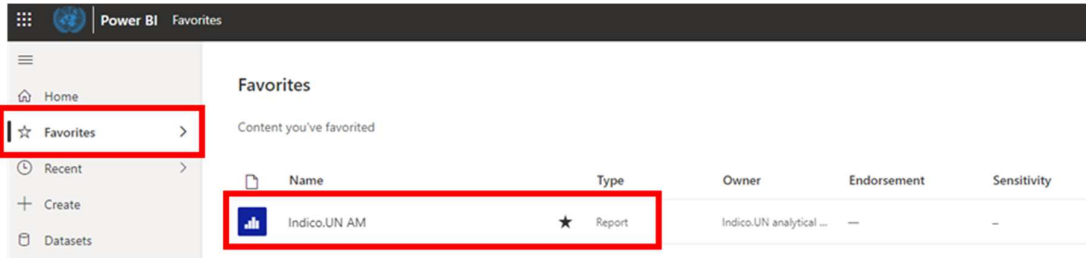 Power BI Favorites
Home
Favorites
Recent
Create
Datasets
Favorites
Content you've favorited
Name Type Owner Endorsement Sensitivity
Indico.UN AM Report Indico.UN analytical ... — –